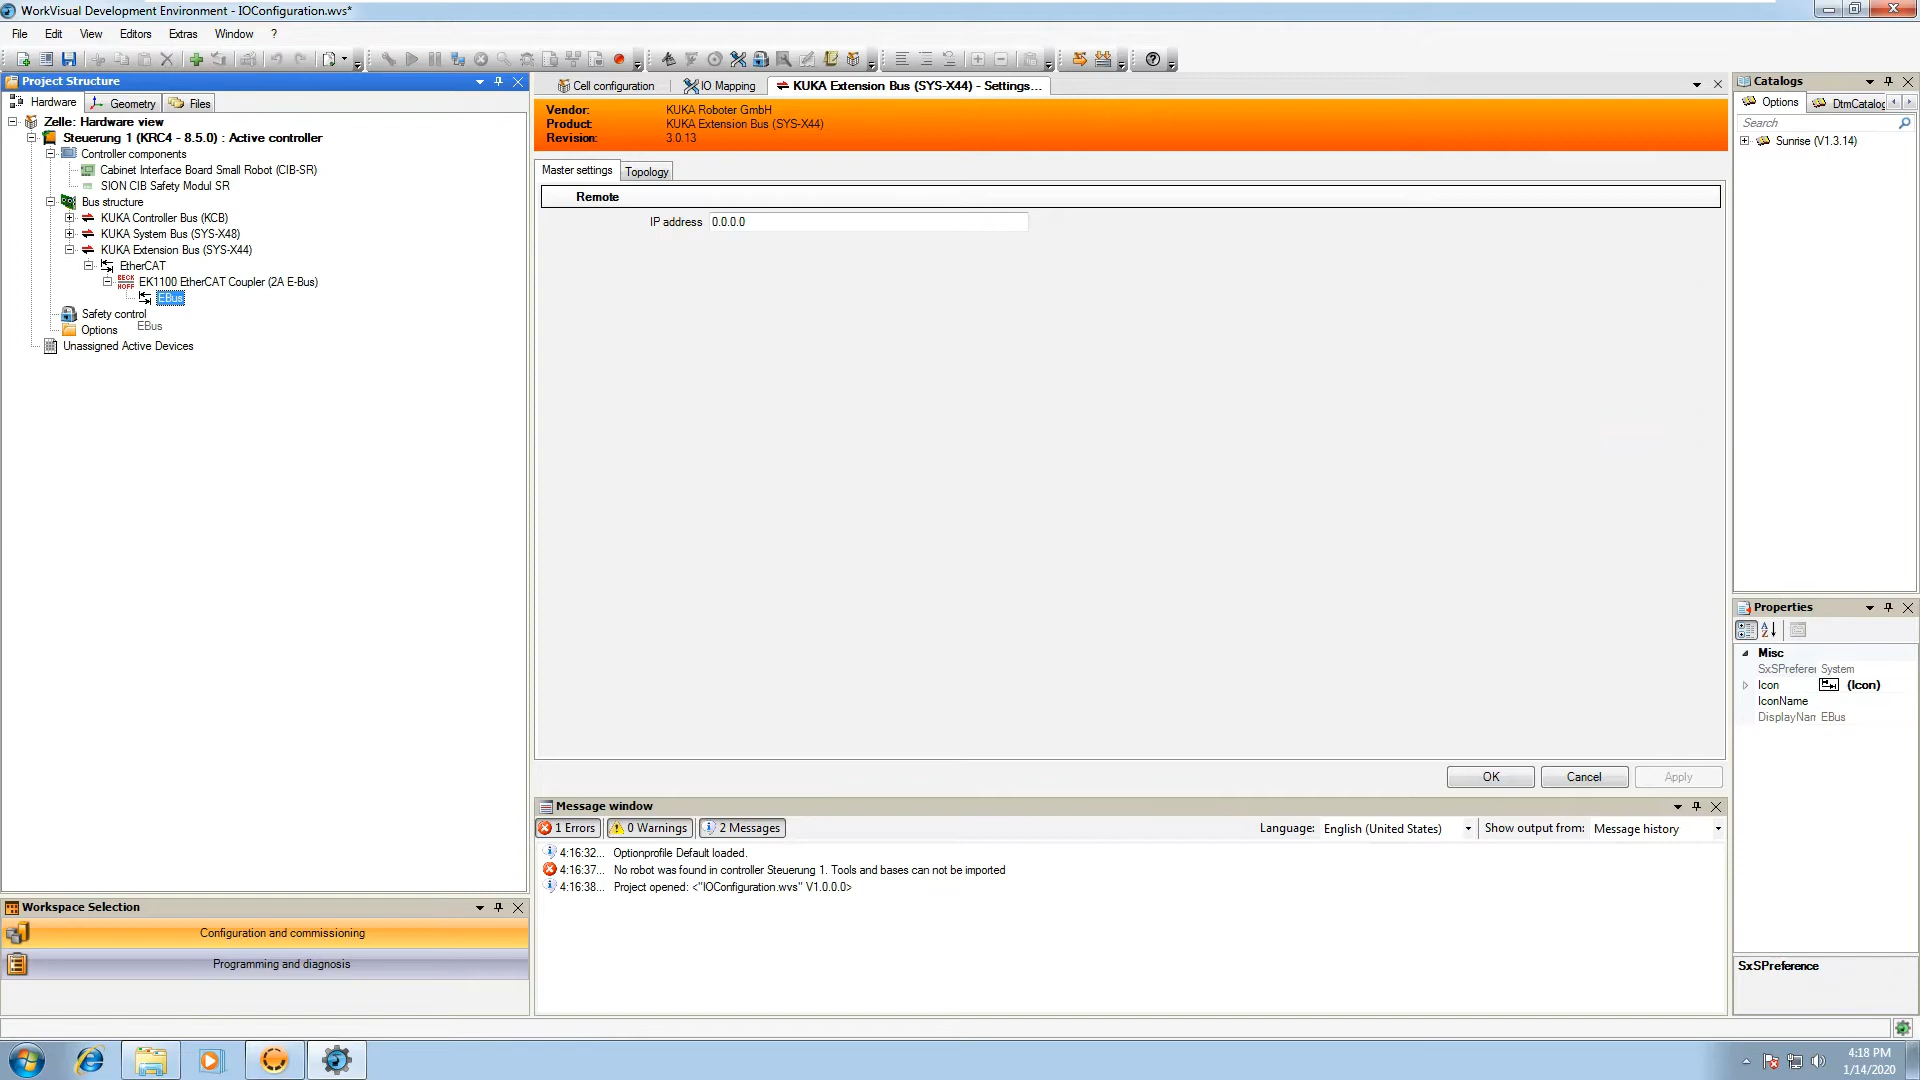 WorkVisual Development Environment - IOConfiguration.wvs*
File Edit View Editors Extras Window ?
Project Structure
Hardware Geometry Files
Zelle: Hardware view
Steuerung 1 (KRC4 - 8.5.0) : Active controller
Controller components
Cabinet Interface Board Small Robot (CIB-SR)
SION CIB Safety Modul SR
Bus structure
KUKA Controller Bus (KCB)
KUKA System Bus (SYS-X48)
KUKA Extension Bus (SYS-X44)
EtherCAT
BECK HOFF EK1100 EtherCAT Coupler (2A E-Bus)
EBus
Safety control
EBus
Options
Unassigned Active Devices
Workspace Selection
Configuration and commissioning
Programming and diagnosis
Cell configuration IO Mapping KUKA Extension Bus (SYS-X44) - Settings...
Vendor: KUKA Roboter GmbH
Product: KUKA Extension Bus (SYS-X44)
Revision: 3.0.13
Master settings Topology
Remote
IP address 0.0.0.0
OK Cancel Apply
Message window
1 Errors 0 Warnings 2 Messages Language: English (United States) Show output from: Message history
4:16:32... Optionprofile Default loaded.
4:16:37... No robot was found in controller Steuerung 1. Tools and bases can not be imported
4:16:38... Project opened: <"IOConfiguration.wvs" V1.0.0.0>
Catalogs
Options DtmCatalog
Search
Sunrise (V1.3.14)
Properties
Misc
SxSPreferer System
Icon (Icon)
IconName
DisplayNam EBus
SxSPreference
4:18 PM
1/14/2020